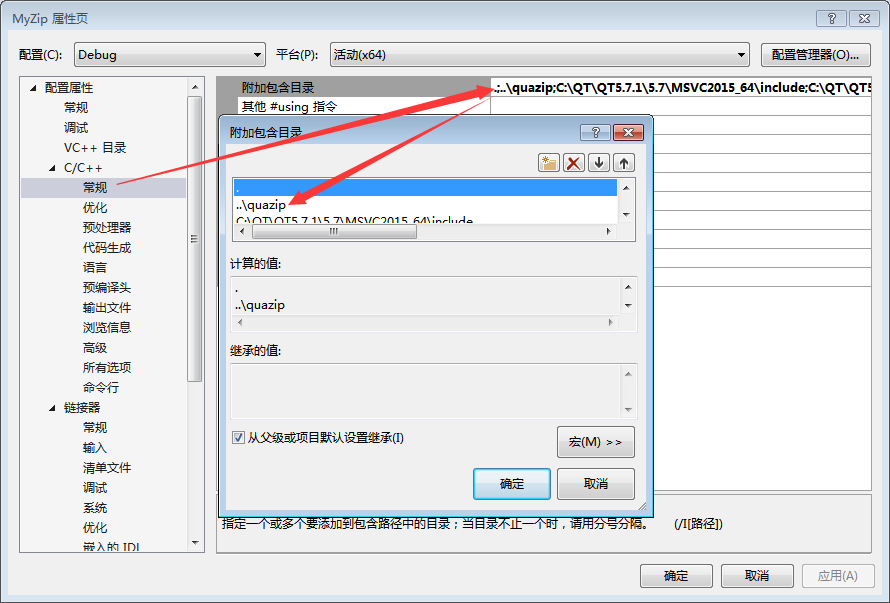 MyZip 属性页
配置(C): Debug 平台(P): 活动(x64) 配置管理器(O)...
配置属性
常规
调试
VC++ 目录
C/C++
常规
优化
预处理器
代码生成
语言
预编译头
输出文件
浏览信息
高级
所有选项
命令行
链接器
常规
输入
清单文件
调试
系统
优化
嵌入的 IDL
附加包含目录 .;..\quazip;C:\QT\QT5.7.1\5.7\MSVC2015_64\include;C:\QT\QT5
其他 #using 指令
附加包含目录
.
..\quazip
C:\QT\QT5.7.1\5.7\MSVC2015_64\include
计算的值:
.
..\quazip
继承的值:
从父级或项目默认设置继承(I)
宏(M) >>
确定 取消
指定一个或多个要添加到包含路径中的目录；当目录不止一个时，请用分号分隔。 (/I[路径])
确定 取消 应用(A)